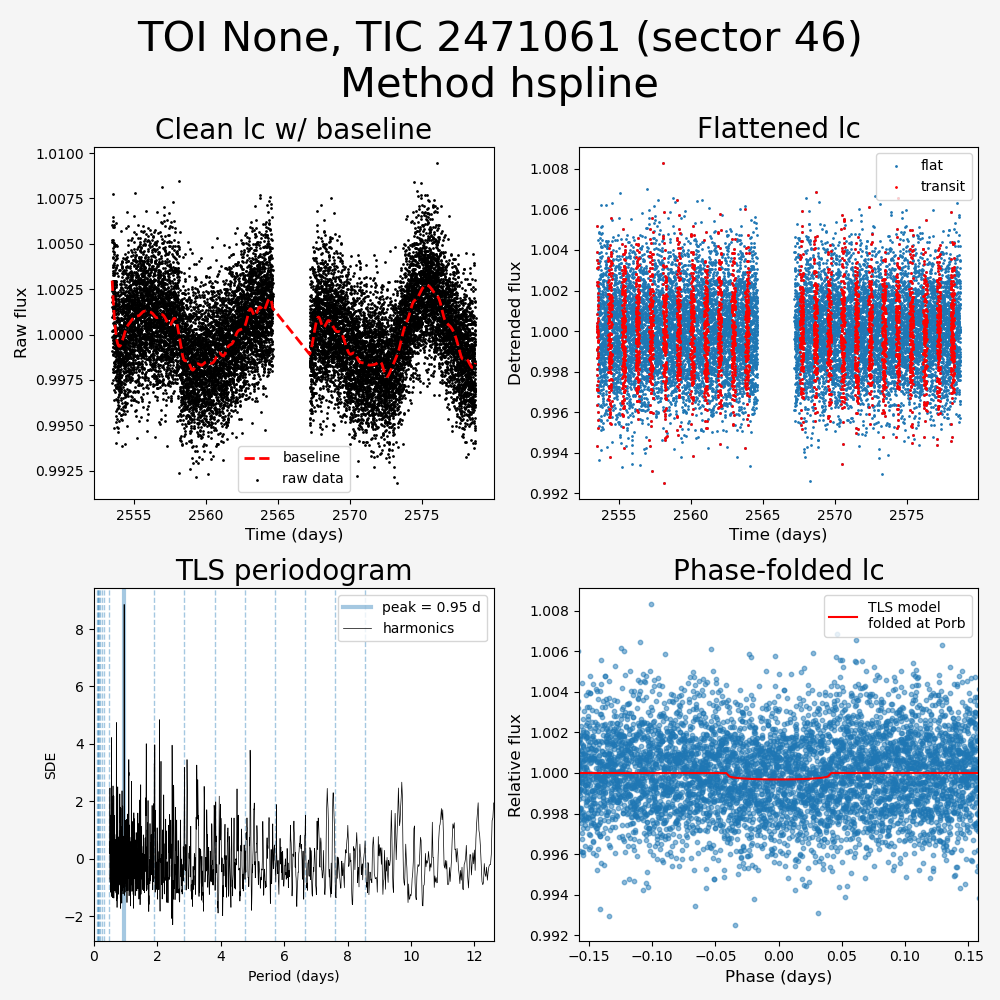 TOI None, TIC 2471061 (sector 46)
Method hspline
Clean lc w/ baseline
1.0100
1.0075
1.0050
1.0025
1.0000
0.9975
0.9950
0.9925
Raw flux
baseline
raw data
2555
2560
2565
2570
2575
Time (days)
Flattened lc
1.008
1.006
1.004
1.002
1.000
0.998
0.996
0.994
0.992
Detrended flux
flat
transit
2555
2560
2565
2570
2575
Time (days)
TLS periodogram
8
6
4
2
0
−2
SDE
peak = 0.95 d
harmonics
0
2
4
6
8
10
12
Period (days)
Phase-folded lc
1.008
1.006
1.004
1.002
1.000
0.998
0.996
0.994
0.992
Relative flux
TLS model
folded at Porb
−0.15
−0.10
−0.05
0.00
0.05
0.10
0.15
Phase (days)